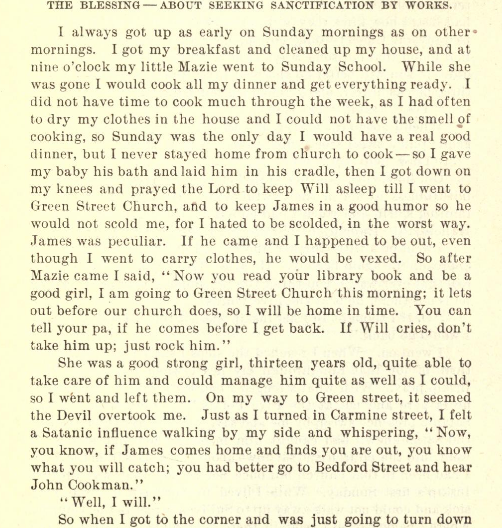 THE BLESSING — ABOUT SEEKING SANCTIFICATION BY WORKS.
I always got up as early on Sunday mornings as on other
mornings. I got my breakfast and cleaned up my house, and at
nine o'clock my little Mazie went to Sunday School. While she
was gone I would cook all my dinner and get everything ready. I
did not have time to cook much through the week, as I had often
to dry my clothes in the house and I could not have the smell of
cooking, so Sunday was the only day I would have a real good
dinner, but I never stayed home from church to cook—so I gave
my baby his bath and laid him in his cradle, then I got down on
my knees and prayed the Lord to keep Will asleep till I went to
Green Street Church, and to keep James in a good humor so he
would not scold me, for I hated to be scolded, in the worst way.
James was peculiar. If he came and I happened to be out, even
though I went to carry clothes, he would be vexed. So after
Mazie came I said, "Now you read your library book and be a
good girl, I am going to Green Street Church this morning; it lets
out before our church does, so I will be home in time. You can
tell your pa, if he comes before I get back. If Will cries, don't
take him up; just rock him."
She was a good strong girl, thirteen years old, quite able to
take care of him and could manage him quite as well as I could,
so I went and left them. On my way to Green street, it seemed
the Devil overtook me. Just as I turned in Carmine street, I felt
a Satanic influence walking by my side and whispering, "Now,
you know, if James comes home and finds you are out, you know
what you will catch; you had better go to Bedford Street and hear
John Cookman."
"Well, I will."
So when I got to the corner and was just going to turn down